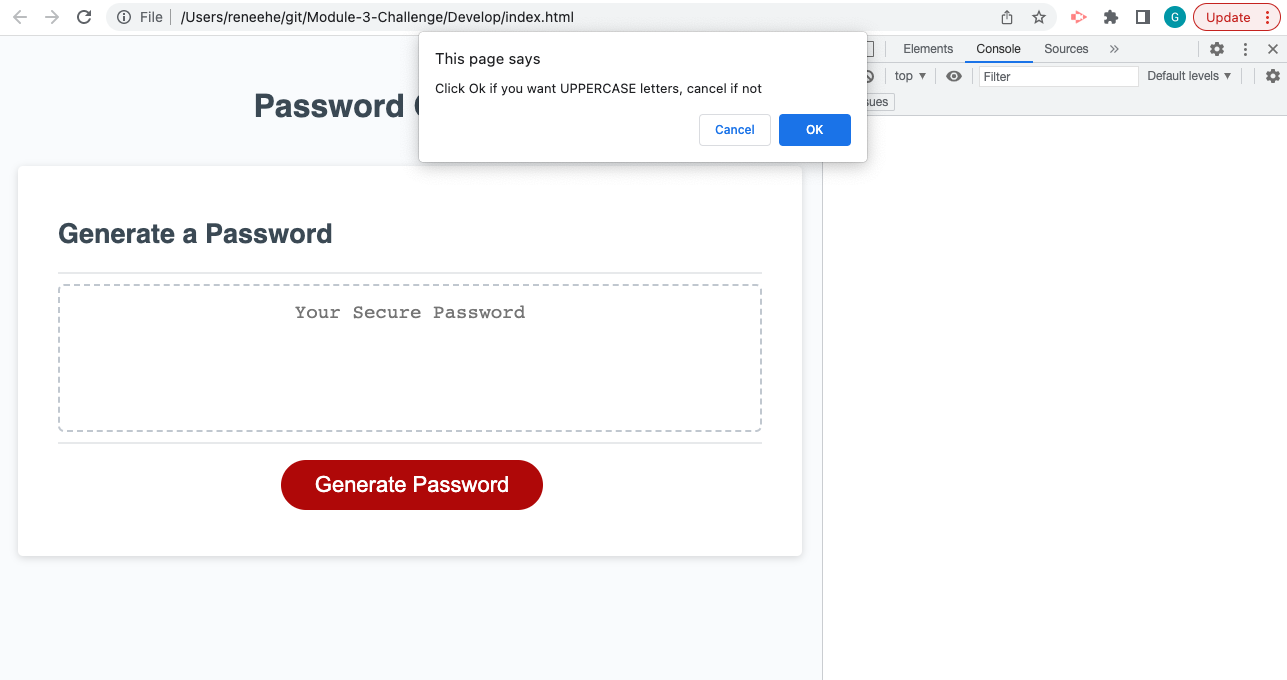 File /Users/reneehe/git/Module-3-Challenge/Develop/index.html
G
Update
This page says
Click Ok if you want UPPERCASE letters, cancel if not
Cancel
OK
Elements Console Sources »
top ▼ Filter Default levels ▼
sues
Password
Generate a Password
Your Secure Password
Generate Password